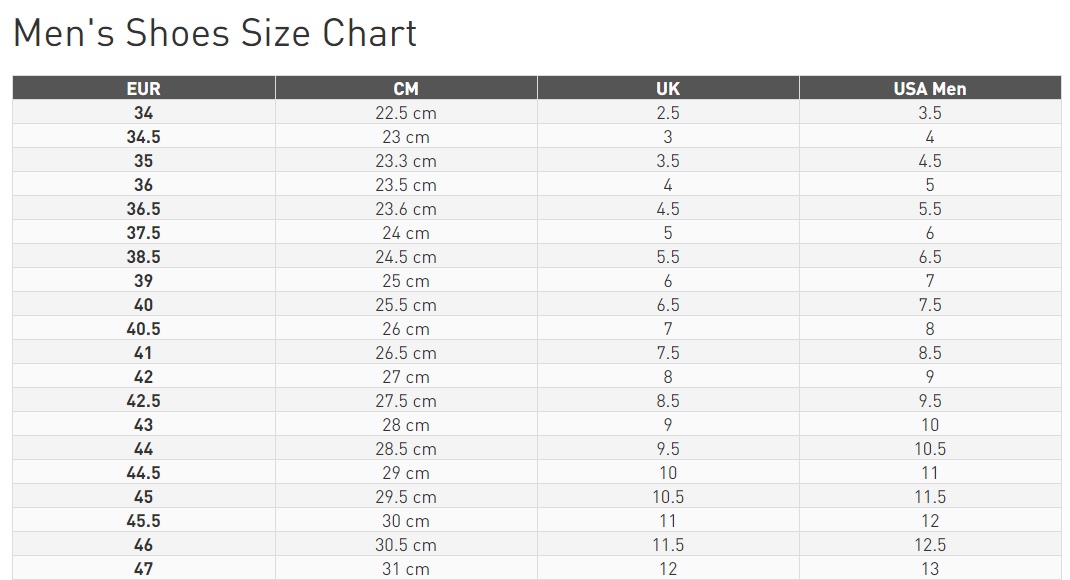 Men's Shoes Size Chart
EUR CM UK USA Men
34 22.5 cm 2.5 3.5
34.5 23 cm 3 4
35 23.3 cm 3.5 4.5
36 23.5 cm 4 5
36.5 23.6 cm 4.5 5.5
37.5 24 cm 5 6
38.5 24.5 cm 5.5 6.5
39 25 cm 6 7
40 25.5 cm 6.5 7.5
40.5 26 cm 7 8
41 26.5 cm 7.5 8.5
42 27 cm 8 9
42.5 27.5 cm 8.5 9.5
43 28 cm 9 10
44 28.5 cm 9.5 10.5
44.5 29 cm 10 11
45 29.5 cm 10.5 11.5
45.5 30 cm 11 12
46 30.5 cm 11.5 12.5
47 31 cm 12 13